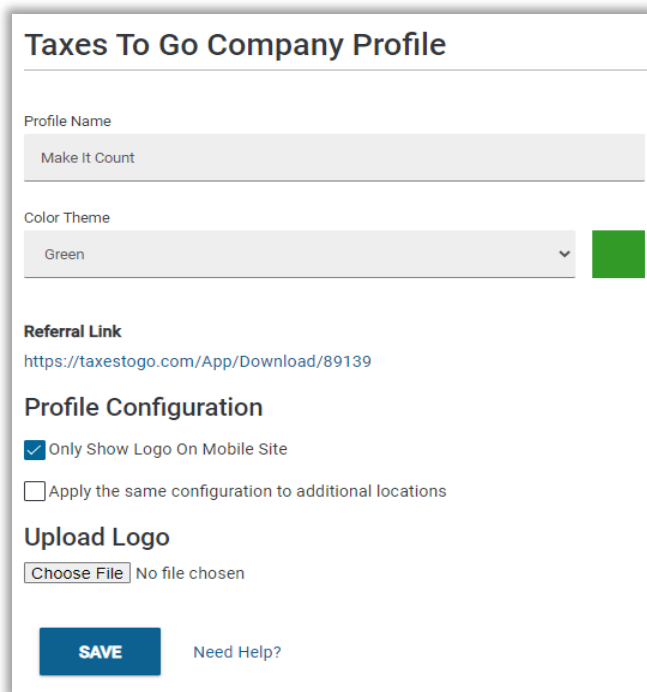 Taxes To Go Company Profile
Profile Name
Make It Count
Color Theme
Green
Referral Link
https://taxestogo.com/App/Download/89139
Profile Configuration
Only Show Logo On Mobile Site
Apply the same configuration to additional locations
Upload Logo
Choose File No file chosen
SAVE Need Help?